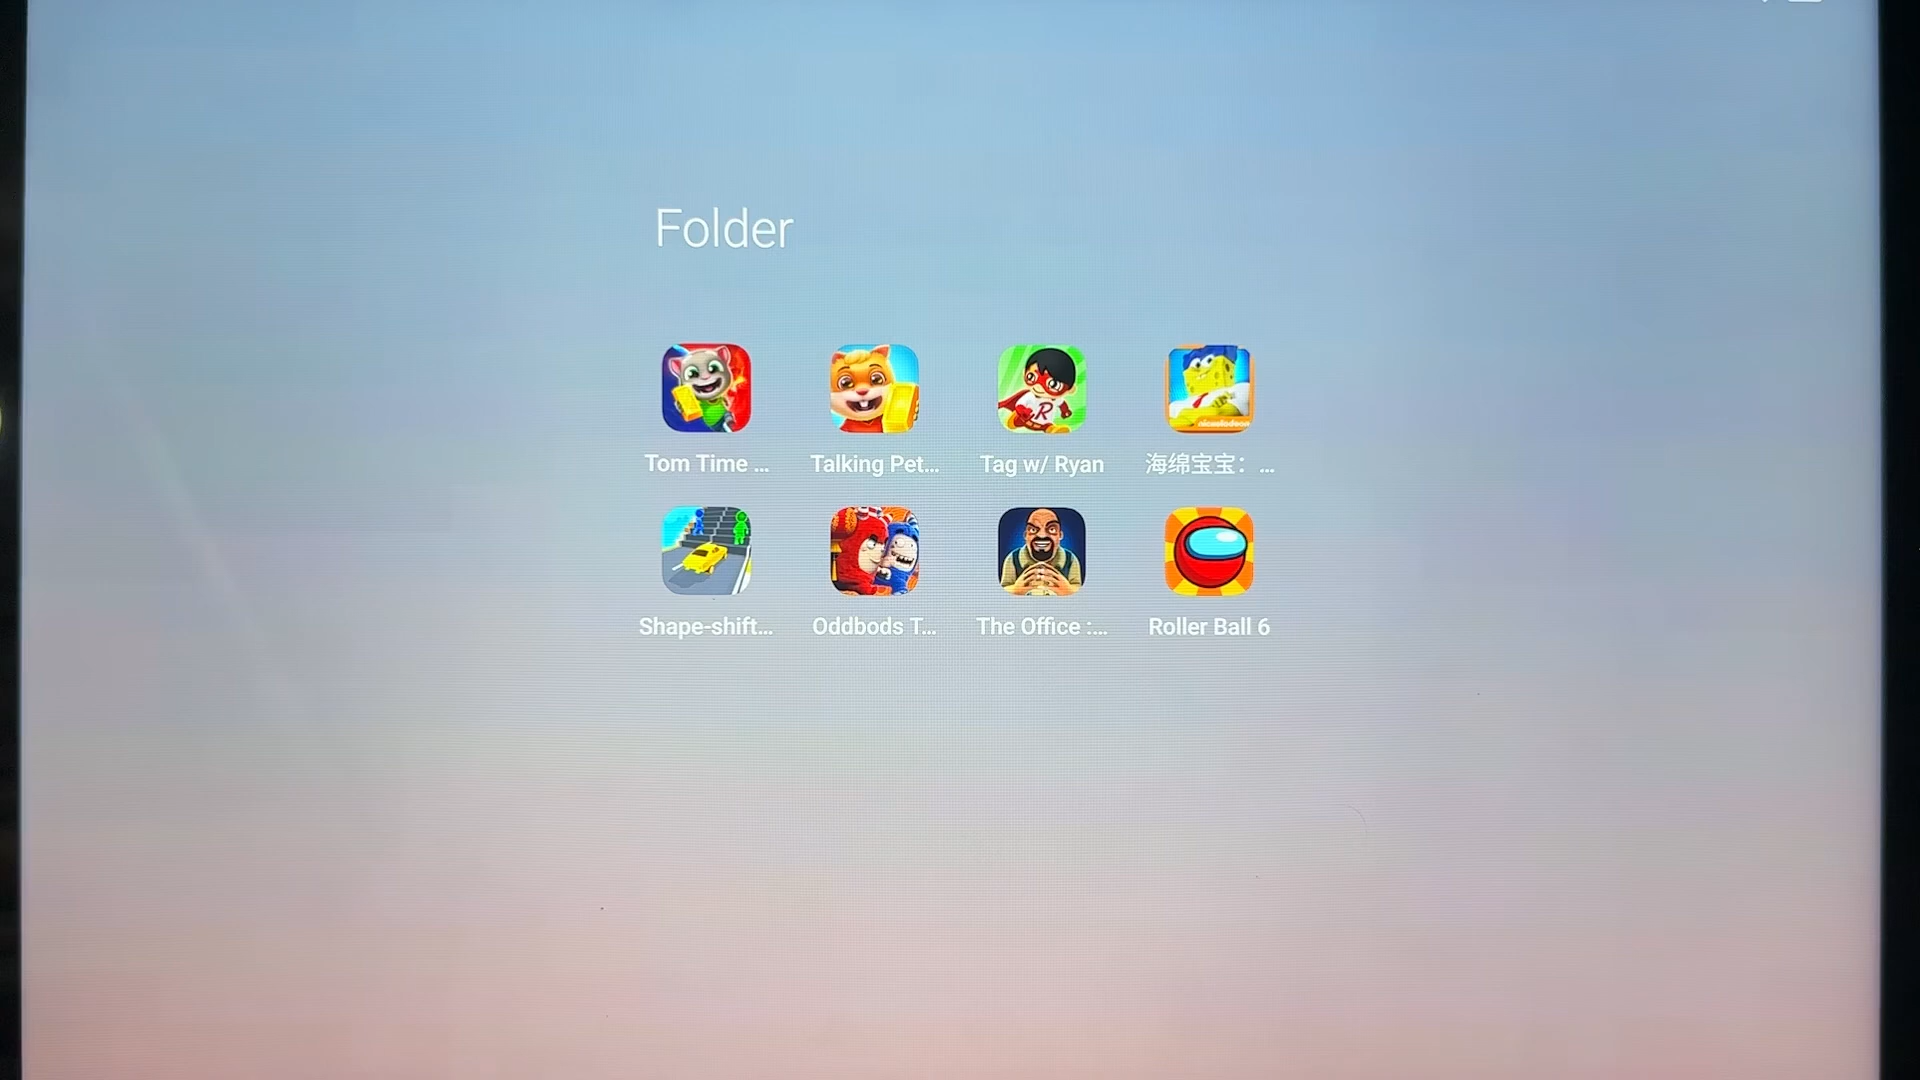 Folder
Tom Time ...
Talking Pet...
Tag w/ Ryan
海绵宝宝：...
nickelodeon
Shape-shift...
Oddbods T...
The Office :...
Roller Ball 6
R